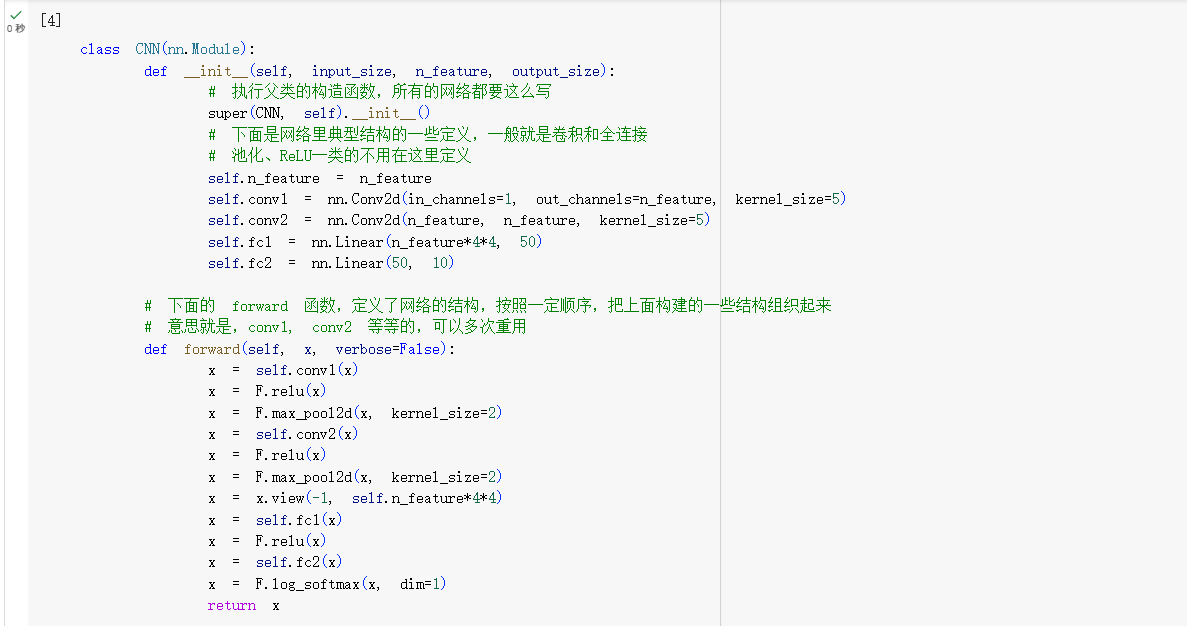 [4]
0 秒
class CNN(nn.Module):
def __init__(self, input_size, n_feature, output_size):
# 执行父类的构造函数，所有的网络都要这么写
super(CNN, self).__init__()
# 下面是网络里典型结构的一些定义，一般就是卷积和全连接
# 池化、ReLU一类的不用在这里定义
self.n_feature = n_feature
self.conv1 = nn.Conv2d(in_channels=1, out_channels=n_feature, kernel_size=5)
self.conv2 = nn.Conv2d(n_feature, n_feature, kernel_size=5)
self.fc1 = nn.Linear(n_feature*4*4, 50)
self.fc2 = nn.Linear(50, 10)
# 下面的 forward 函数，定义了网络的结构，按照一定顺序，把上面构建的一些结构组织起来
# 意思就是，conv1, conv2 等等的，可以多次重用
def forward(self, x, verbose=False):
x = self.conv1(x)
x = F.relu(x)
x = F.max_pool2d(x, kernel_size=2)
x = self.conv2(x)
x = F.relu(x)
x = F.max_pool2d(x, kernel_size=2)
x = x.view(-1, self.n_feature*4*4)
x = self.fc1(x)
x = F.relu(x)
x = self.fc2(x)
x = F.log_softmax(x, dim=1)
return x